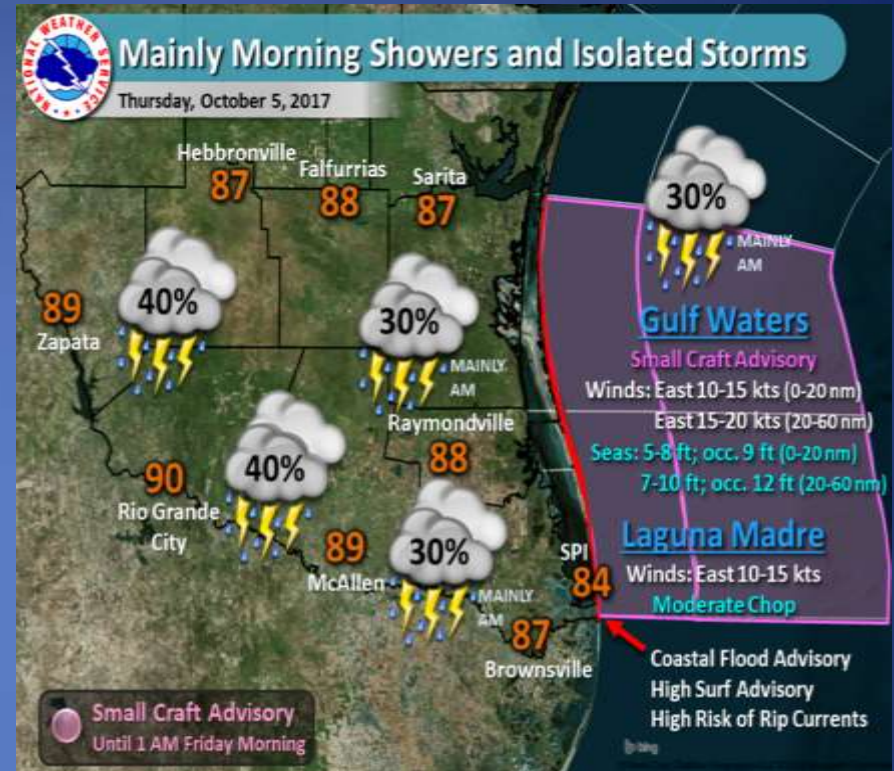 NATIONAL WEATHER SERVICE
Mainly Morning Showers and Isolated Storms
Thursday, October 5, 2017
Hebbronville
87
Falfurrias
88
Sarita
87
30%
MAINLY
AM
89
Zapata
40%
30%
MAINLY
AM
Gulf Waters
Small Craft Advisory
Winds: East 10-15 kts (0-20 nm)
East 15-20 kts (20-60 nm)
Seas: 5-8 ft; occ. 9 ft (0-20 nm)
7-10 ft; occ. 12 ft (20-60 nm)
Raymondville
88
90
Rio Grande
City
40%
89
McAllen
30%
MAINLY
AM
SPI
84
Laguna Madre
Winds: East 10-15 kts
Moderate Chop
87
Brownsville
Coastal Flood Advisory
High Surf Advisory
High Risk of Rip Currents
Small Craft Advisory
Until 1 AM Friday Morning
bing